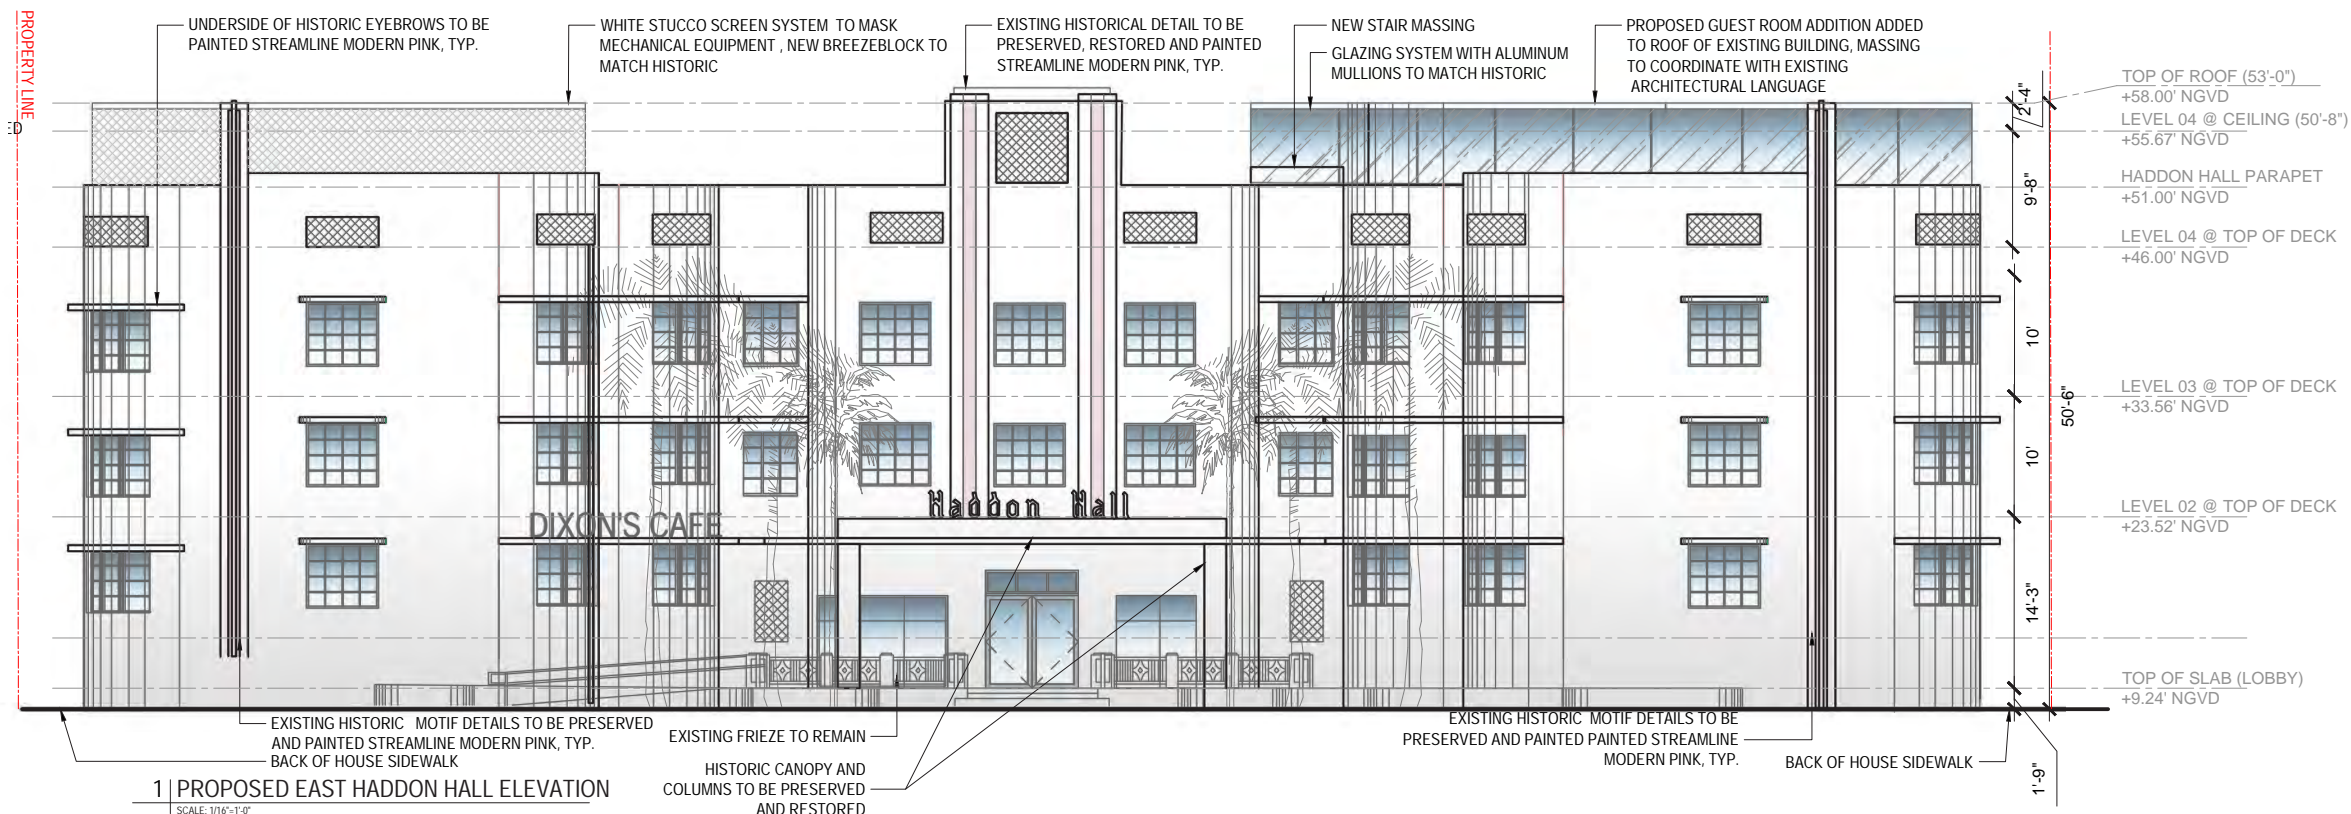 PROPERTY LINE
ED
UNDERSIDE OF HISTORIC EYEBROWS TO BE
PAINTED STREAMLINE MODERN PINK, TYP.
WHITE STUCCO SCREEN SYSTEM TO MASK
MECHANICAL EQUIPMENT , NEW BREEZEBLOCK TO
MATCH HISTORIC
EXISTING HISTORICAL DETAIL TO BE
PRESERVED, RESTORED AND PAINTED
STREAMLINE MODERN PINK, TYP.
NEW STAIR MASSING
GLAZING SYSTEM WITH ALUMINUM
MULLIONS TO MATCH HISTORIC
PROPOSED GUEST ROOM ADDITION ADDED
TO ROOF OF EXISTING BUILDING, MASSING
TO COORDINATE WITH EXISTING
ARCHITECTURAL LANGUAGE
TOP OF ROOF (53'-0")
+58.00' NGVD
LEVEL 04 @ CEILING (50'-8")
+55.67' NGVD
HADDON HALL PARAPET
+51.00' NGVD
LEVEL 04 @ TOP OF DECK
+46.00' NGVD
LEVEL 03 @ TOP OF DECK
+33.56' NGVD
LEVEL 02 @ TOP OF DECK
+23.52' NGVD
TOP OF SLAB (LOBBY)
+9.24' NGVD
2'-4"
9'-8"
10'
10'
14'-3"
50'-6"
1'-9"
Haddon Hall
DIXON'S CAFE
EXISTING HISTORIC MOTIF DETAILS TO BE PRESERVED
AND PAINTED STREAMLINE MODERN PINK, TYP.
BACK OF HOUSE SIDEWALK
EXISTING FRIEZE TO REMAIN
HISTORIC CANOPY AND
COLUMNS TO BE PRESERVED
AND RESTORED
EXISTING HISTORIC MOTIF DETAILS TO BE
PRESERVED AND PAINTED PAINTED STREAMLINE
MODERN PINK, TYP.
BACK OF HOUSE SIDEWALK
1 PROPOSED EAST HADDON HALL ELEVATION
SCALE: 1/16"=1'-0"